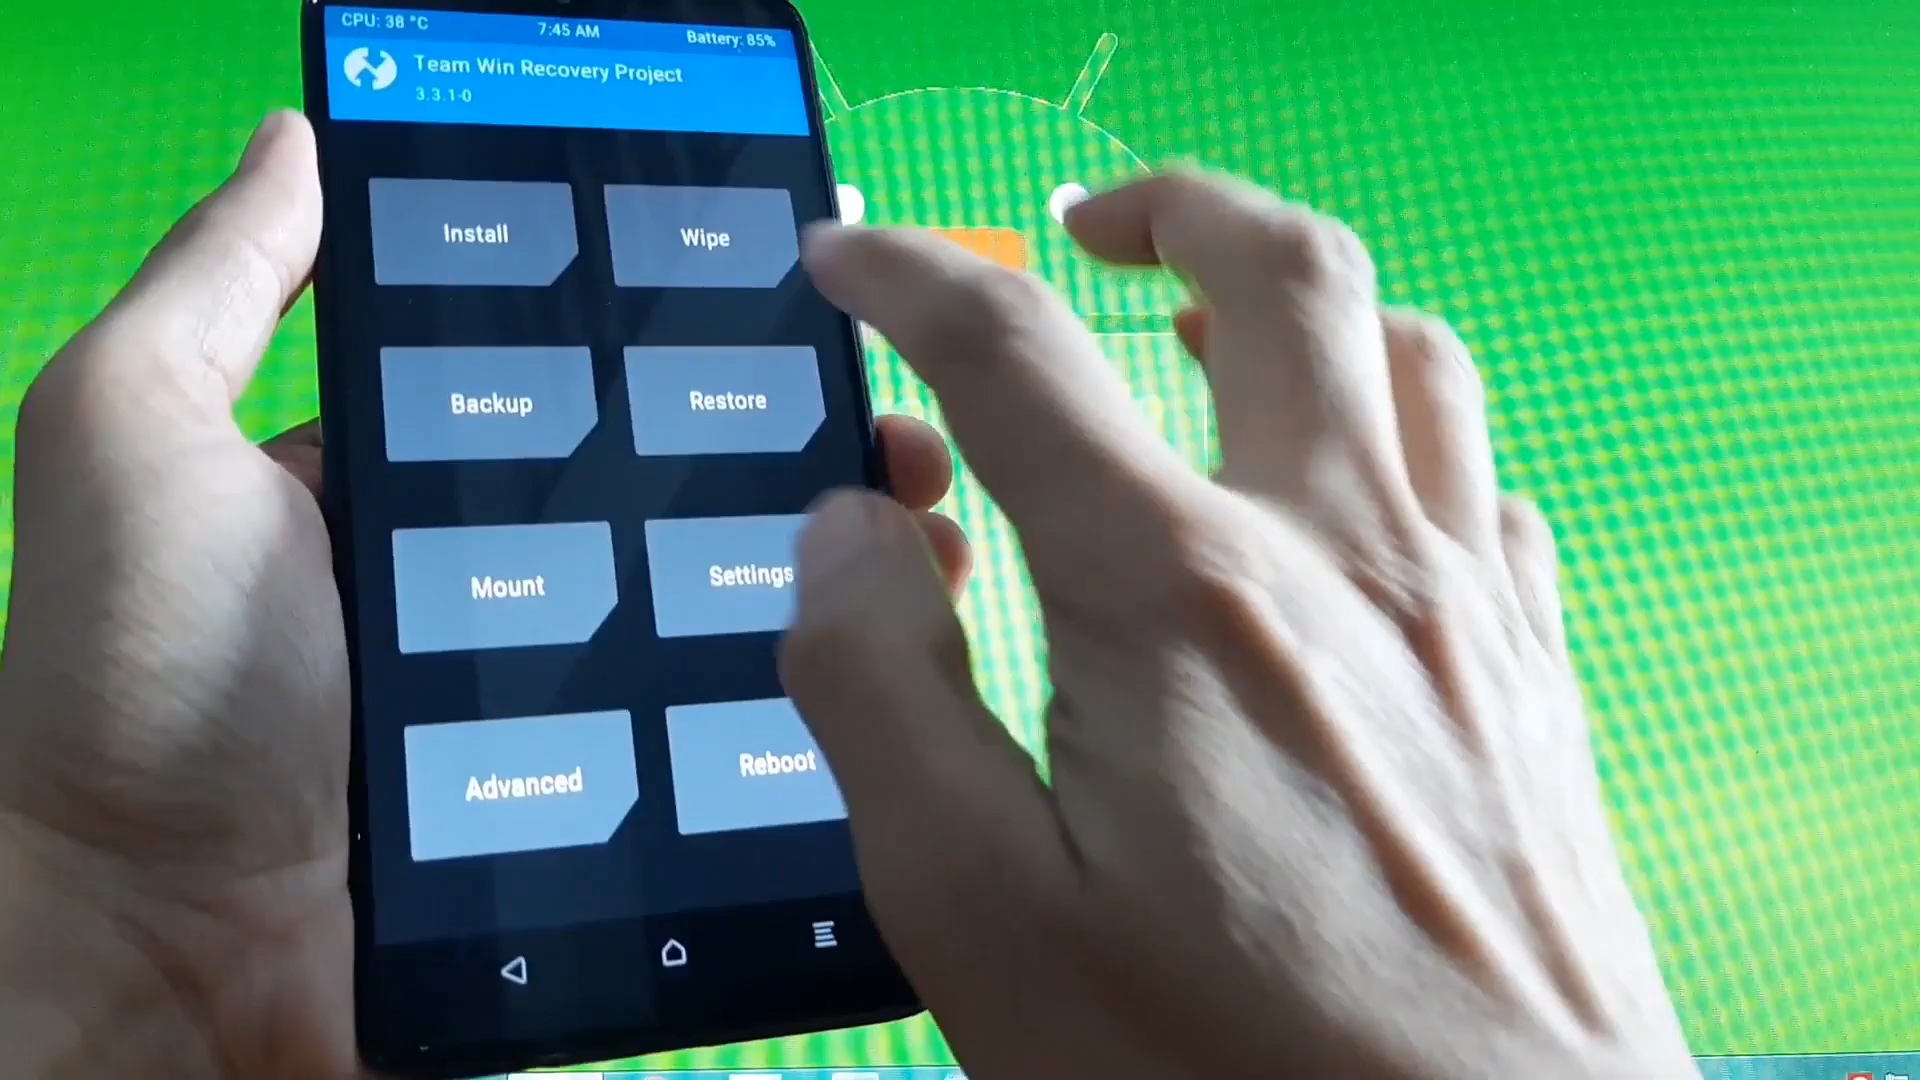 CPU: 38 °C 7:45 AM Battery: 85%
Team Win Recovery Project
3.3.1-0
Install Wipe
Backup Restore
Mount Settings
Advanced Reboot